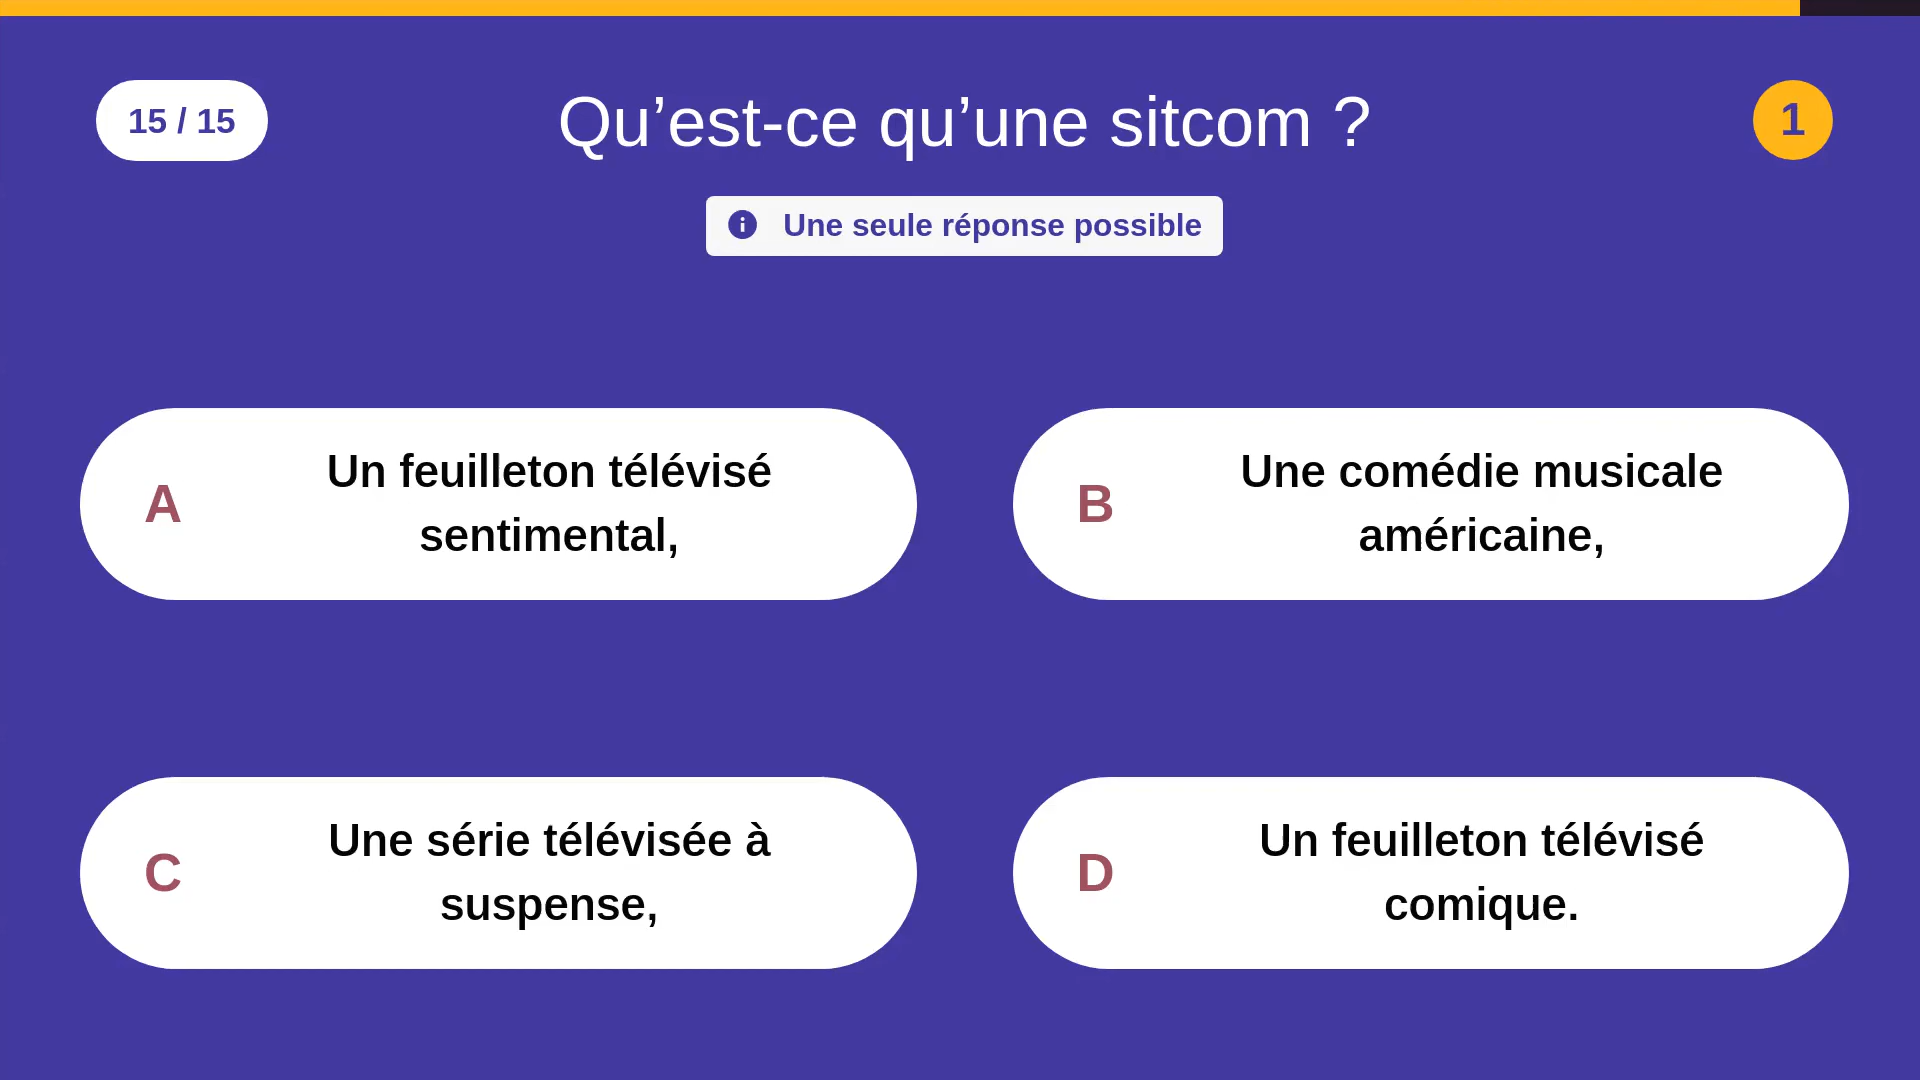 15 / 15
Qu’est-ce qu’une sitcom ?
1
Une seule réponse possible
A
Un feuilleton télévisé
sentimental,
B
Une comédie musicale
américaine,
C
Une série télévisée à
suspense,
D
Un feuilleton télévisé
comique.